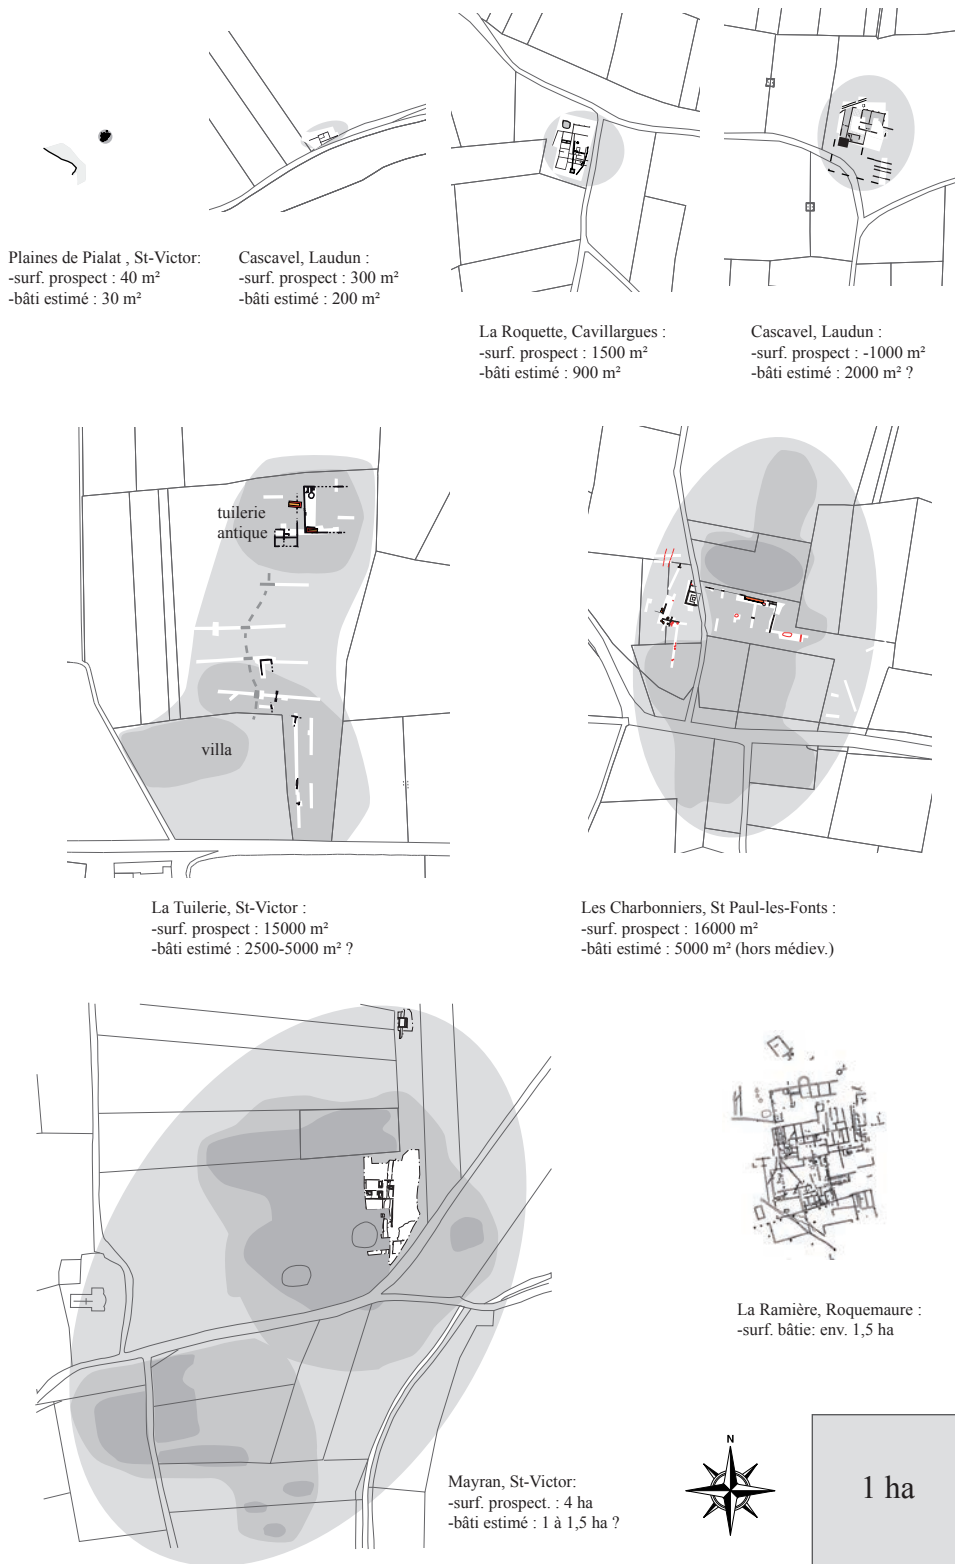 Plaines de Pialat , St-Victor:
-surf. prospect : 40 m²
-bâti estimé : 30 m²
Cascavel, Laudun :
-surf. prospect : 300 m²
-bâti estimé : 200 m²
La Roquette, Cavillargues :
-surf. prospect : 1500 m²
-bâti estimé : 900 m²
Cascavel, Laudun :
-surf. prospect : -1000 m²
-bâti estimé : 2000 m² ?
tuilerie
antique
villa
La Tuilerie, St-Victor :
-surf. prospect : 15000 m²
-bâti estimé : 2500-5000 m² ?
Les Charbonniers, St Paul-les-Fonts :
-surf. prospect : 16000 m²
-bâti estimé : 5000 m² (hors médiev.)
La Ramière, Roquemaure :
-surf. bâtie: env. 1,5 ha
Mayran, St-Victor:
-surf. prospect. : 4 ha
-bâti estimé : 1 à 1,5 ha ?
N
1 ha